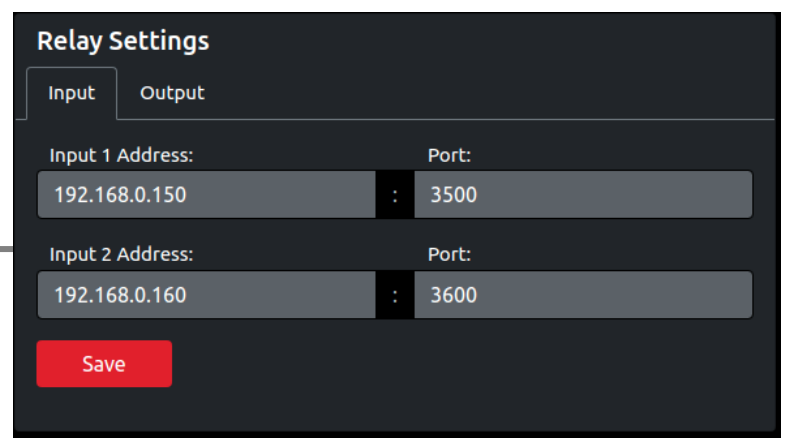 Relay Settings
Input Output
Input 1 Address: Port:
192.168.0.150 : 3500
Input 2 Address: Port:
192.168.0.160 : 3600
Save